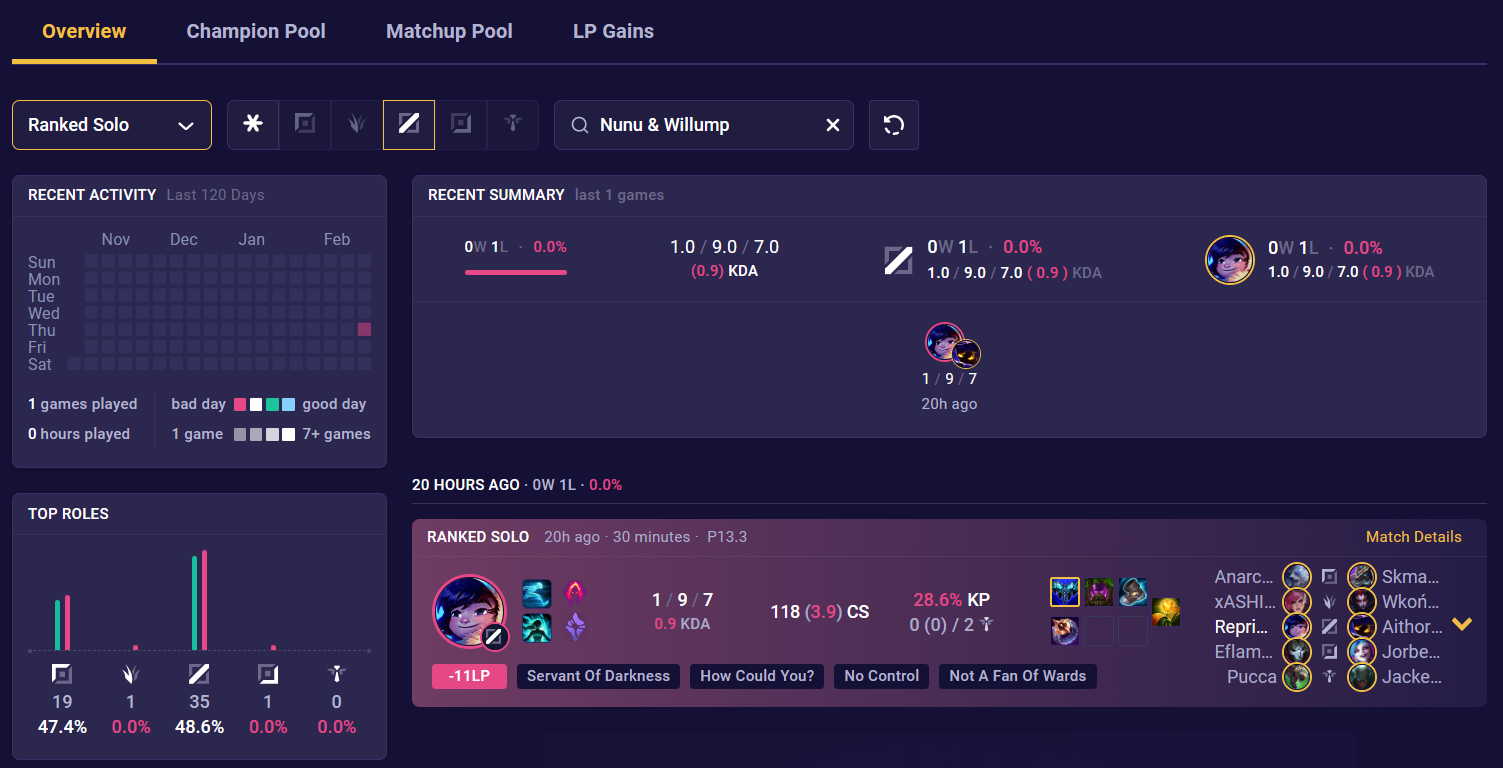 Overview Champion Pool Matchup Pool LP Gains
Ranked Solo Nunu & Willump
RECENT ACTIVITY Last 120 Days
Nov Dec Jan Feb
Sun
Mon
Tue
Wed
Thu
Fri
Sat
1 games played bad day good day
0 hours played 1 game 7+ games
TOP ROLES
19 1 35 1 0
47.4% 0.0% 48.6% 0.0% 0.0%
RECENT SUMMARY last 1 games
0W 1L · 0.0% 1.0 / 9.0 / 7.0 0W 1L · 0.0% 0W 1L · 0.0%
(0.9) KDA 1.0 / 9.0 / 7.0 ( 0.9 ) KDA 1.0 / 9.0 / 7.0 ( 0.9 ) KDA
1 / 9 / 7
20h ago
20 HOURS AGO · 0W 1L · 0.0%
RANKED SOLO 20h ago · 30 minutes · P13.3 Match Details
1 / 9 / 7
0.9 KDA
118 (3.9) CS
28.6% KP
0 (0) / 2
Anarc... Skma...
xASHI... Wkoń...
Repri... Aithor...
Eflam... Jorbe...
Pucca Jacke...
-11LP Servant Of Darkness How Could You? No Control Not A Fan Of Wards